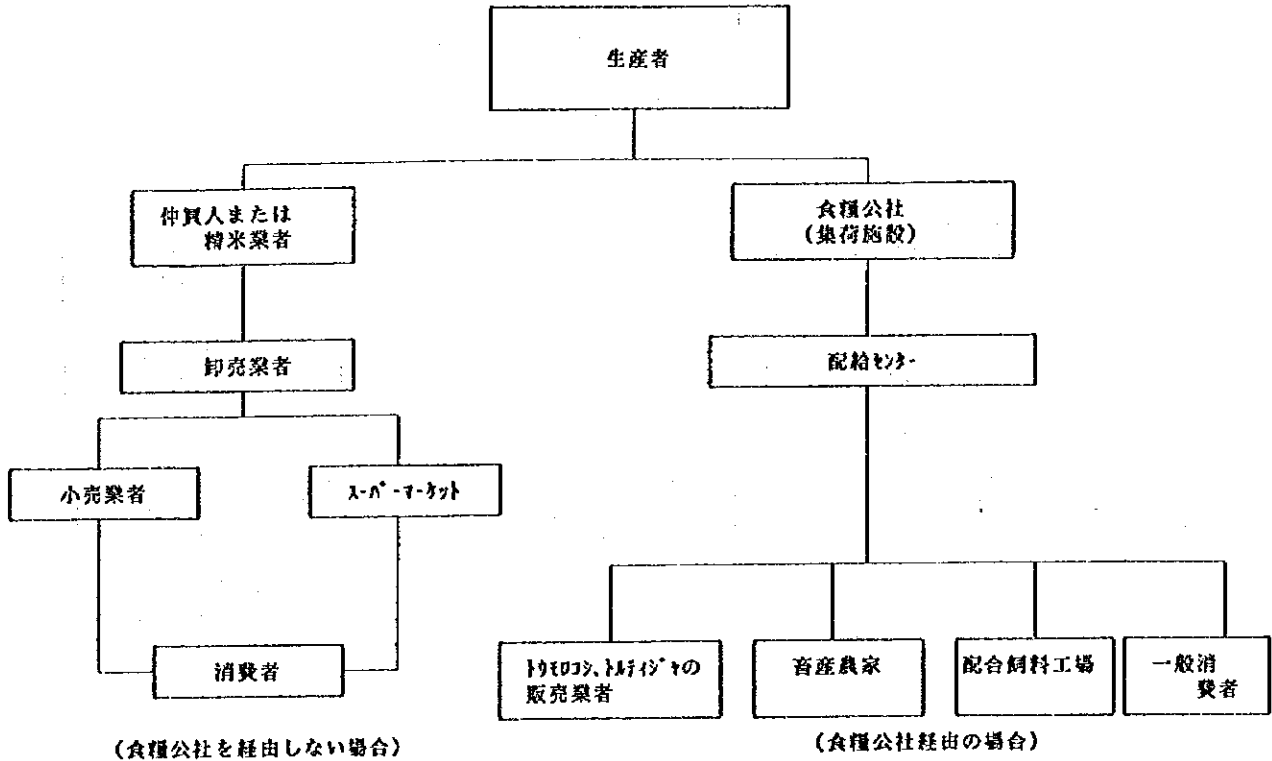 生産者
仲買人または
精米業者
食糧公社
(集荷施設)
卸売業者
配給ｾﾝﾀｰ
小売業者
ｽｰﾊﾟｰﾏｰｹｯﾄ
消費者
ﾄｳﾓﾛｺｼ、ﾄﾙﾃｨｼﾞｬの
販売業者
畜産農家
配合飼料工場
一般消
費者
(食糧公社を経由しない場合)
(食糧公社経由の場合)